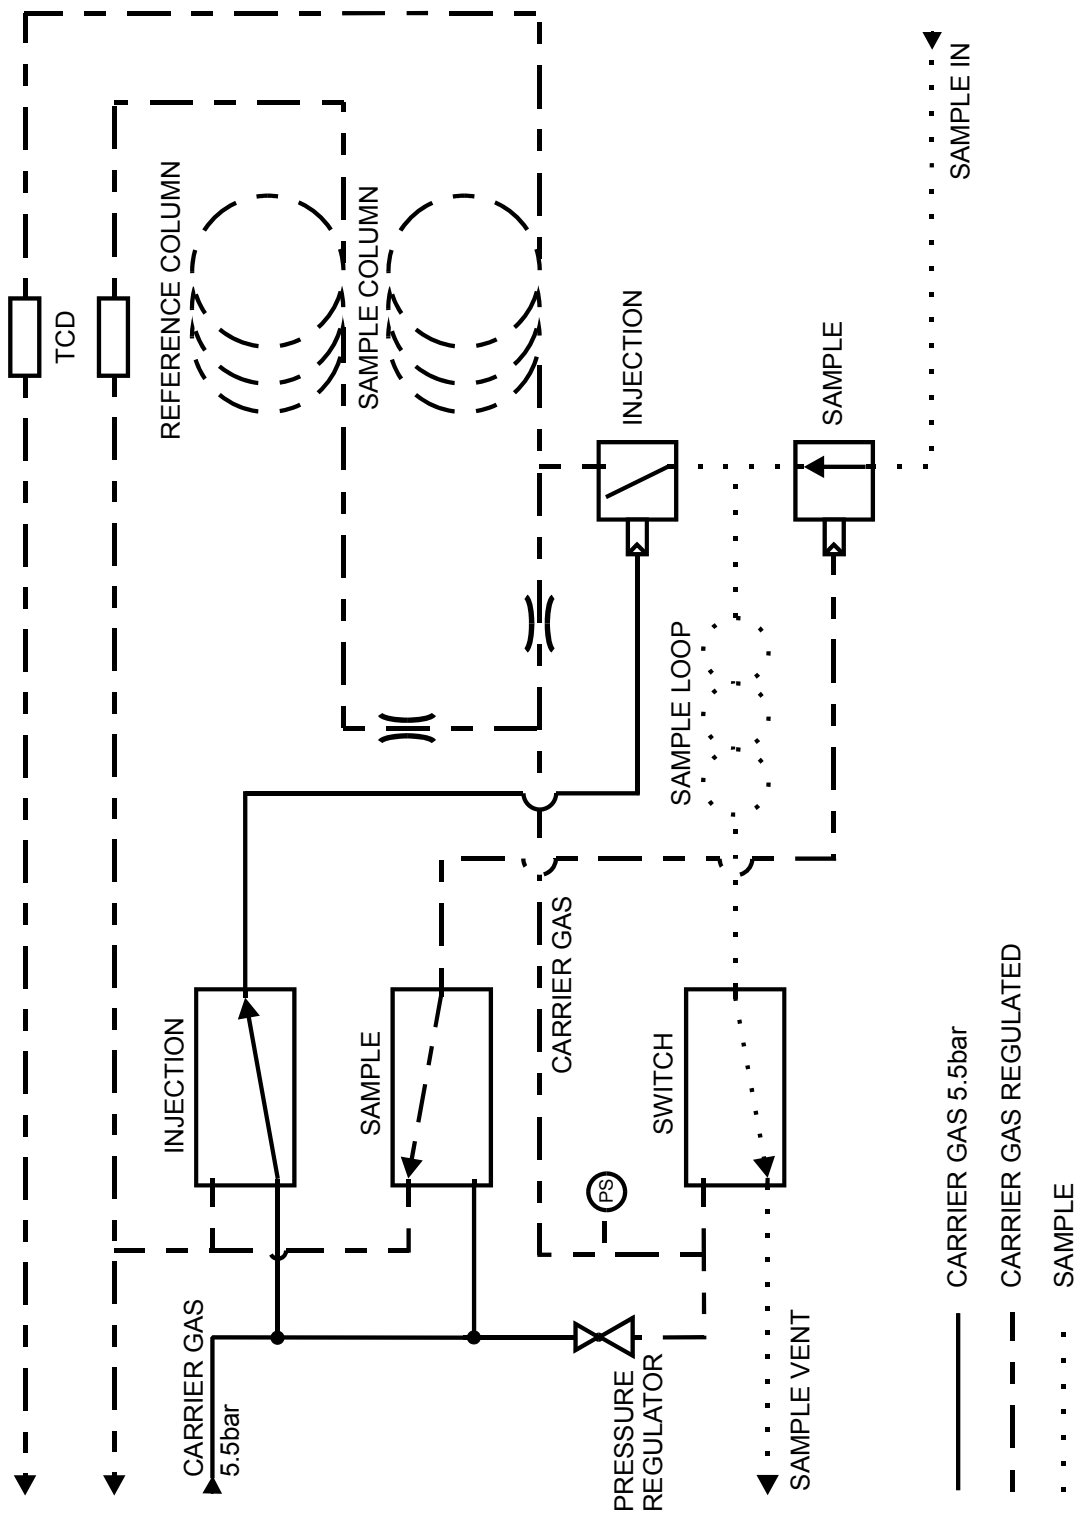 TCD
REFERENCE COLUMN
SAMPLE COLUMN
INJECTION
SAMPLE
SAMPLE IN
SAMPLE LOOP
INJECTION
SAMPLE
CARRIER GAS
SWITCH
PS
CARRIER GAS
5.5bar
PRESSURE
REGULATOR
SAMPLE VENT
CARRIER GAS 5.5bar
CARRIER GAS REGULATED
SAMPLE